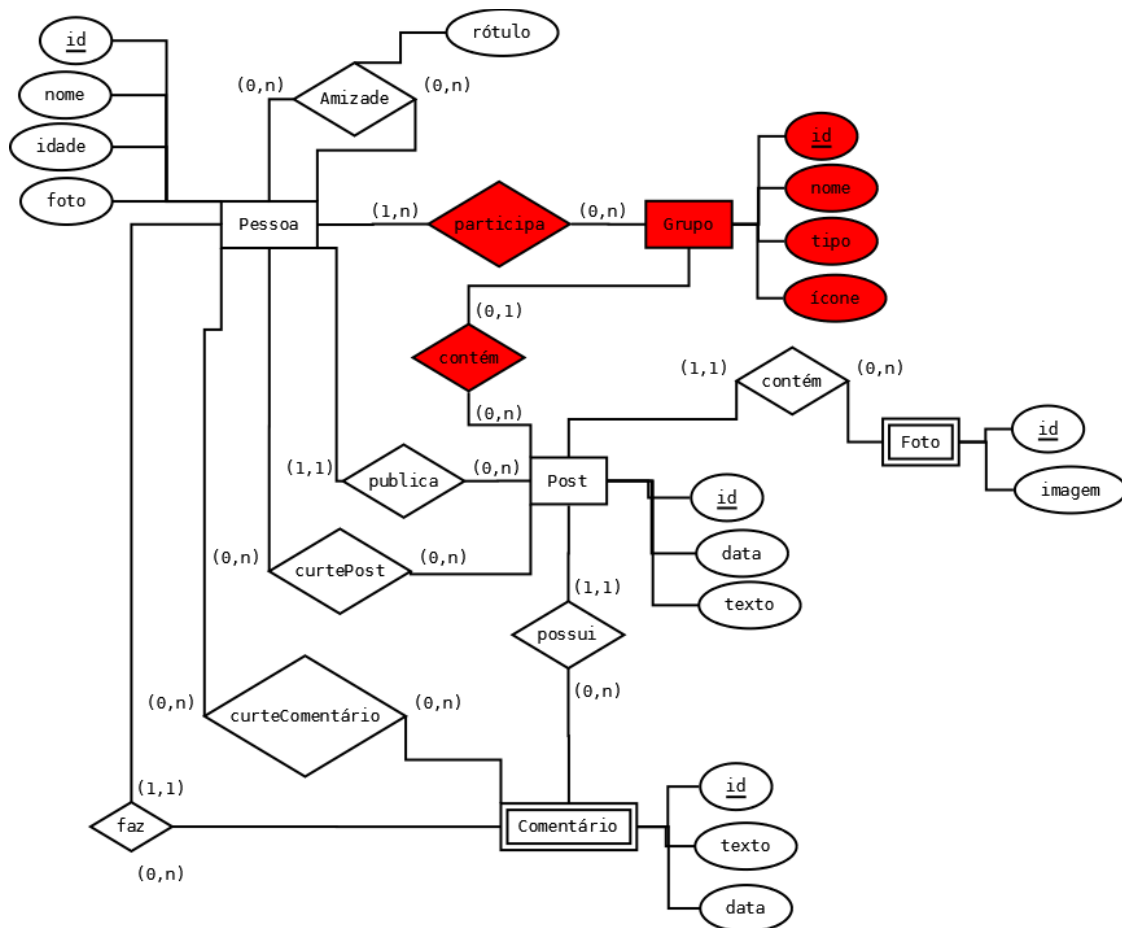 rótulo
id
(0,n)
(0,n)
nome
Amizade
id
idade
nome
foto
(1,n)
(0,n)
Pessoa
participa
Grupo
tipo
ícone
(0,1)
contém
(1,1)
(0,n)
contém
(0,n)
id
Foto
(1,1)
(0,n)
publica
Post
imagem
id
(0,n)
(0,n)
data
curtePost
(1,1)
texto
possui
(0,n)
(0,n)
(0,n)
curteComentário
(1,1)
id
faz
Comentário
texto
(0,n)
data